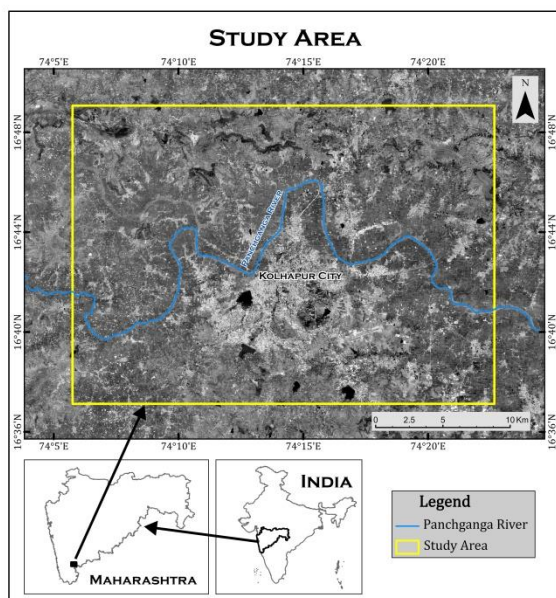 STUDY AREA
74°5'E 74°10'E 74°15'E 74°20'E
N
16°48'N 16°48'N
16°44'N 16°44'N
PANCHGANGA RIVER
KOLHAPUR CITY
16°40'N 16°40'N
16°36'N 16°36'N
0 2.5 5 10 Km
74°5'E 74°10'E 74°15'E 74°20'E
MAHARASHTRA
INDIA
Legend
Panchganga River
Study Area